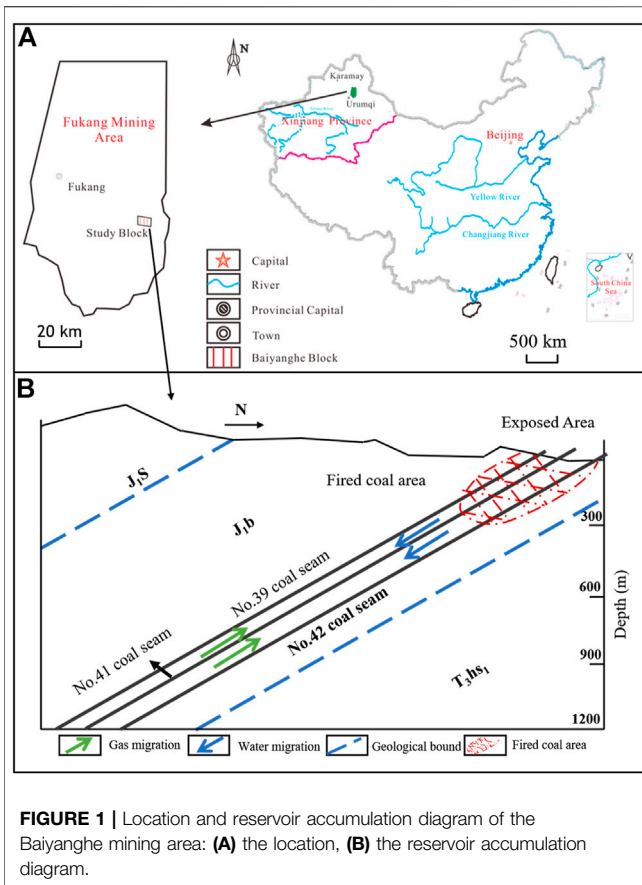 A
N
Karamay
Urumqi
Xinjiang Province
Beijing
Yellow River
Changjiang River
South China
Sea
Fukang Mining
Area
Fukang
Study Block
20 km
Capital
River
Provincial Capital
Town
Baiyanghe Block
500 km
B
N
Exposed Area
Fired coal area
J₁S
J₁b
No.39 coal seam
No.41 coal seam
No.42 coal seam
T₃hs₁
300
600
900
1200
Depth (m)
Gas migration
Water migration
Geological bound
Fired coal area
FIGURE 1 | Location and reservoir accumulation diagram of the
Baiyanghe mining area: (A) the location, (B) the reservoir accumulation
diagram.